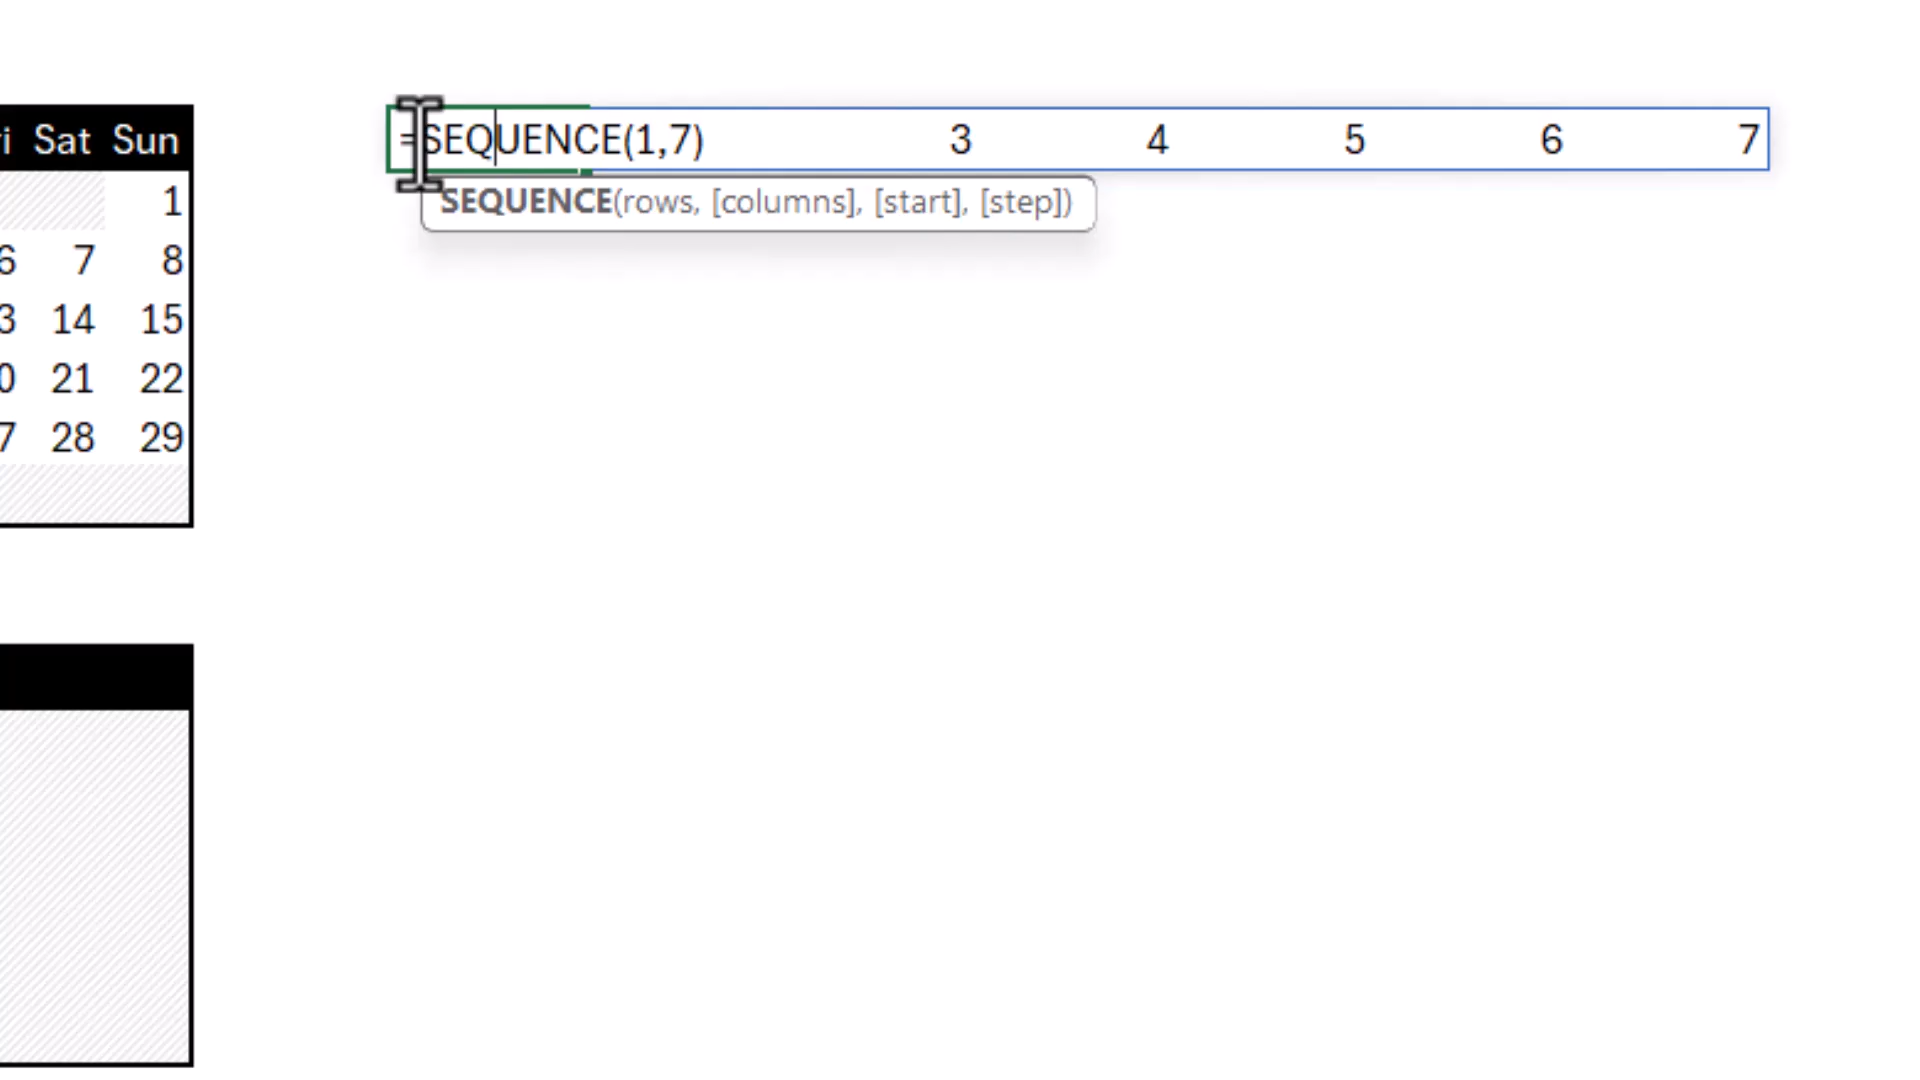 i Sat Sun =SEQUENCE(1,7) 3 4 5 6 7
1 SEQUENCE(rows, [columns], [start], [step])
6 7 8
3 14 15
0 21 22
7 28 29